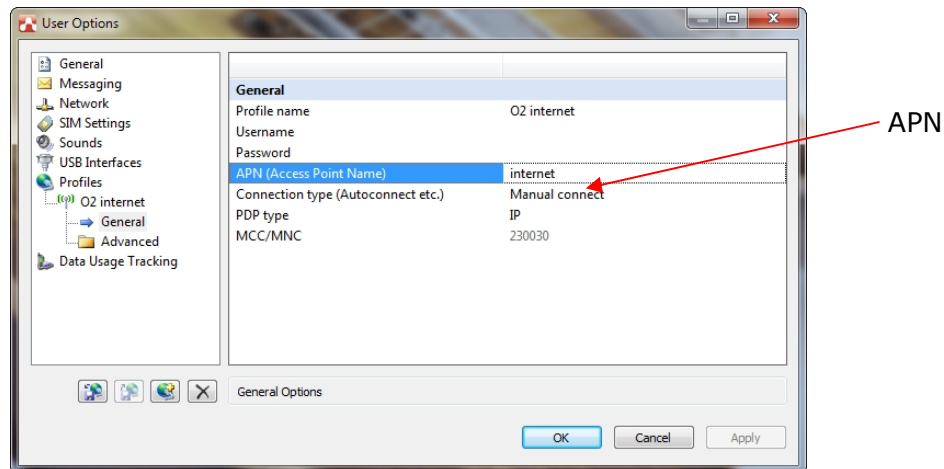 User Options
General
Messaging
Network
SIM Settings
Sounds
USB Interfaces
Profiles
O2 internet
General
Advanced
Data Usage Tracking
General
Profile name O2 internet
Username
Password
APN (Access Point Name) internet
Connection type (Autoconnect etc.) Manual connect
PDP type IP
MCC/MNC 230030
APN
General Options
OK Cancel Apply